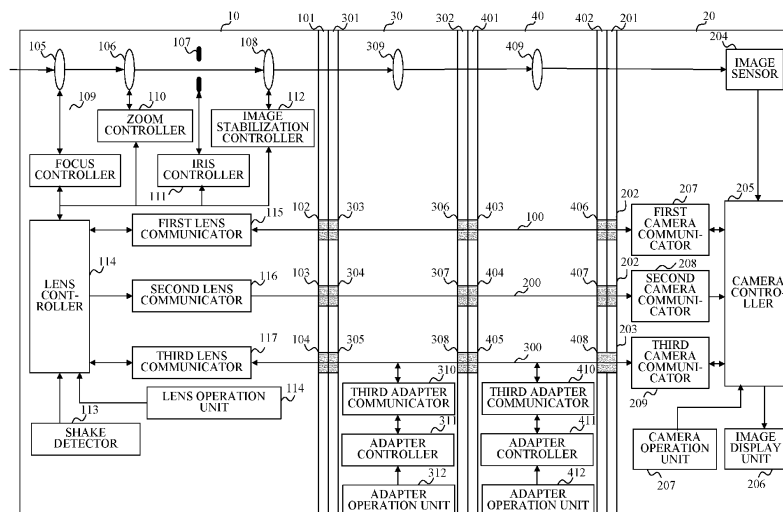 10 101 301 30 302 401 40 402 201 20
105 106 107 108 309 409 204
IMAGE
SENSOR
109 110 112
ZOOM
CONTROLLER
IMAGE
STABILIZATION
CONTROLLER
FOCUS
CONTROLLER
IRIS
CONTROLLER
111
115 102 303 306 403 406 202 207 205
FIRST LENS
COMMUNICATOR
100
FIRST
CAMERA
COMMUNI-
CATOR
114
LENS
CONT-
ROLLER
116 103 304 307 404 407 202 208
SECOND LENS
COMMUNICATOR
200
SECOND
CAMERA
COMMUNI-
CATOR
CAMERA
CONTRO-
LLER
117 104 305 308 405 300 408 203
THIRD LENS
COMMUNICATOR
THIRD
CAMERA
COMMUNI-
CATOR
209
310 410
THIRD ADAPTER
COMMUNICATOR
THIRD ADAPTER
COMMUNICATOR
LENS OPERATION
UNIT
114
113
SHAKE
DETECTOR
311 411
ADAPTER
CONTROLLER
ADAPTER
CONTROLLER
CAMERA
OPERATION
UNIT
207
IMAGE
DISPLAY
UNIT
206
312 412
ADAPTER
OPERATION UNIT
ADAPTER
OPERATION UNIT